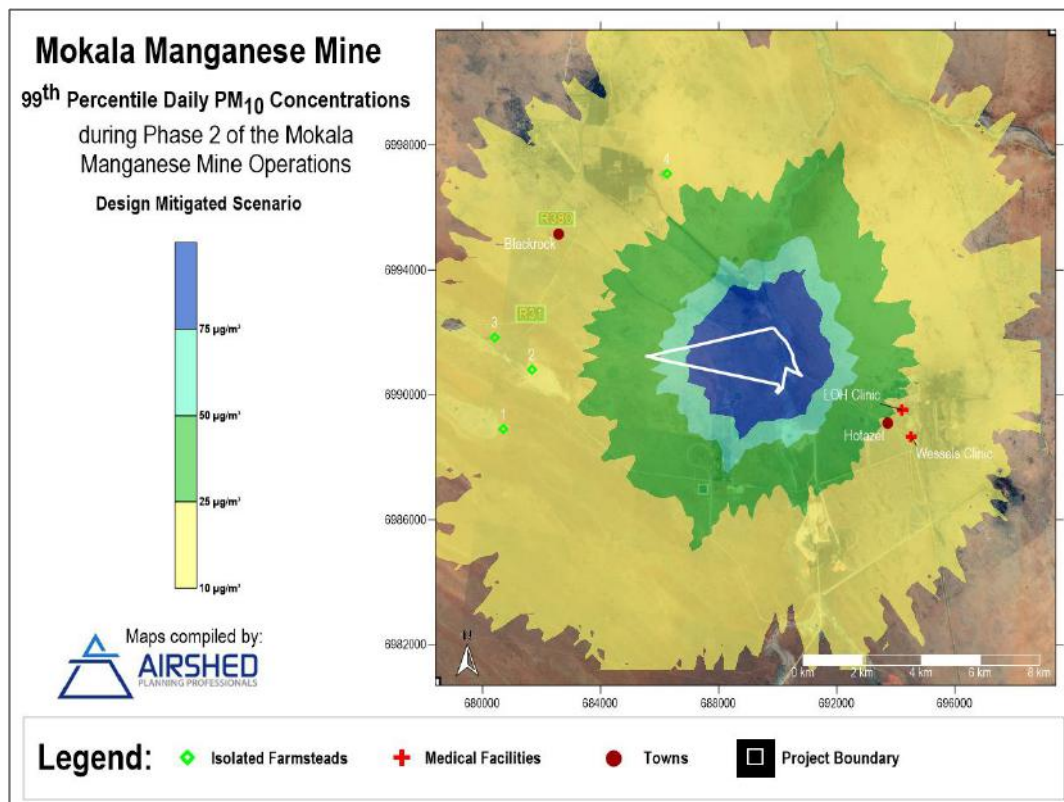 Mokala Manganese Mine
99th Percentile Daily PM10 Concentrations
during Phase 2 of the Mokala
Manganese Mine Operations
Design Mitigated Scenario
75 µg/m³
50 µg/m³
25 µg/m³
10 µg/m³
Maps compiled by:
AIRSHED
PLANNING PROFESSIONALS
6998000
6994000
6990000
6986000
6982000
4
R380
Blackrock
R31
3
2
1
LOH Clinic
Hotazel
Wessels Clinic
N
0 km 2 km 4 km 6 km 8 km
680000 684000 688000 692000 696000
Legend: Isolated Farmsteads Medical Facilities Towns Project Boundary